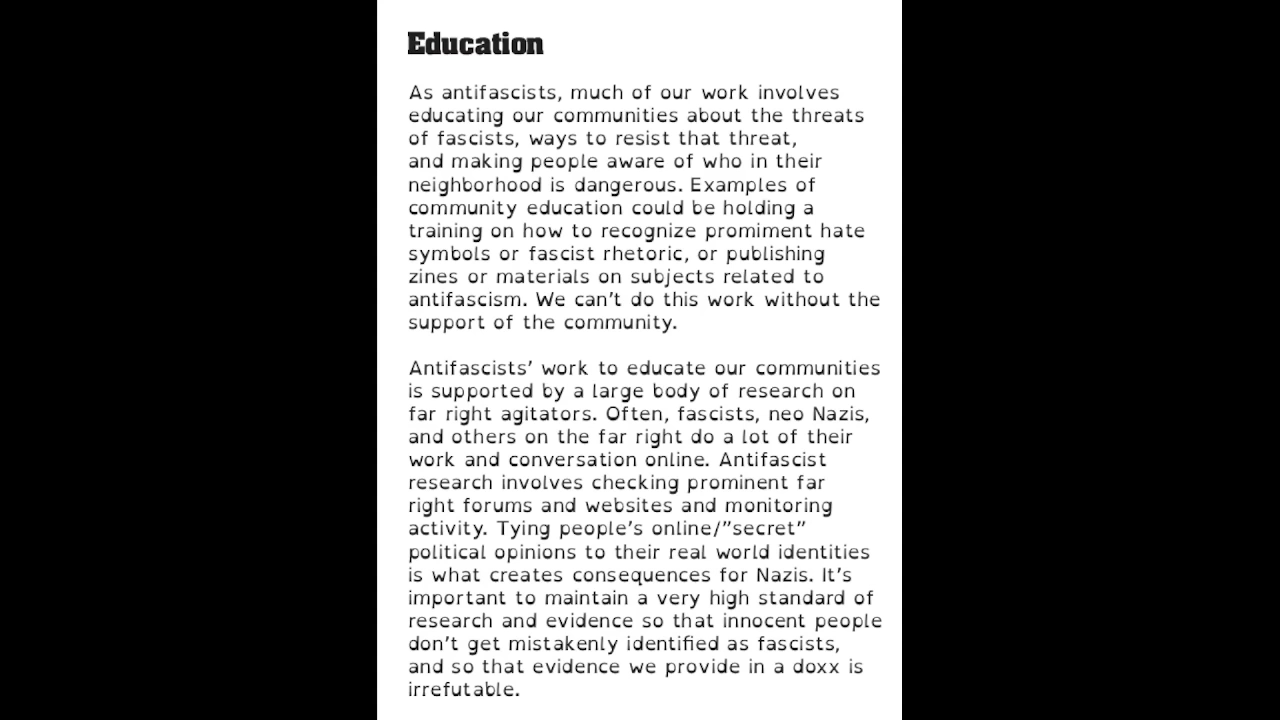 Education
As antifascists, much of our work involves
educating our communities about the threats
of fascists, ways to resist that threat,
and making people aware of who in their
neighborhood is dangerous. Examples of
community education could be holding a
training on how to recognize promiment hate
symbols or fascist rhetoric, or publishing
zines or materials on subjects related to
antifascism. We can't do this work without the
support of the community.
Antifascists' work to educate our communities
is supported by a large body of research on
far right agitators. Often, fascists, neo Nazis,
and others on the far right do a lot of their
work and conversation online. Antifascist
research involves checking prominent far
right forums and websites and monitoring
activity. Tying people's online/"secret"
political opinions to their real world identities
is what creates consequences for Nazis. It's
important to maintain a very high standard of
research and evidence so that innocent people
don't get mistakenly identified as fascists,
and so that evidence we provide in a doxx is
irrefutable.